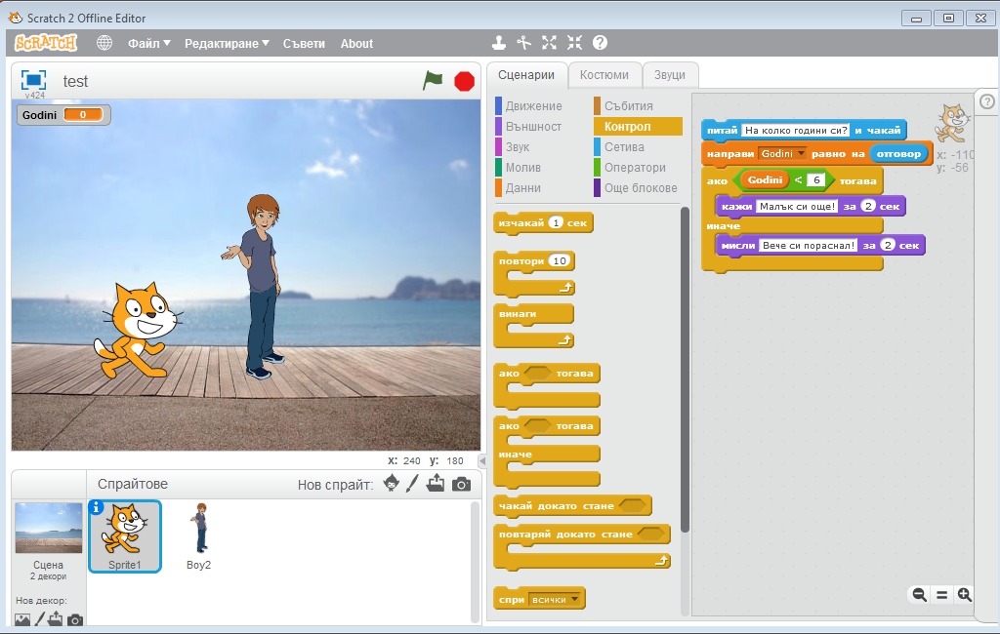 Scratch 2 Offline Editor
SCRATCH Файл Редактиране Съвети About
test
v424
Godini 0
x: 240 y: 180
Спрайтове Нов спрайт:
Сцена
2 декори
Нов декор:
Sprite1
Boy2
Сценарии Костюми Звуци
Движение Събития
Външност Контрол
Звук Сетива
Молив Оператори
Данни Още блокове
изчакай 1 сек
повтори 10
винаги
ако тогава
ако тогава
иначе
чакай докато стане
повтаряй докато стане
спри всички
питай На колко години си? и чакай
направи Godini равно на отговор
ако Godini < 6 тогава
кажи Малък си още! за 2 сек
иначе
мисли Вече си пораснал! за 2 сек
x: -110
y: -56